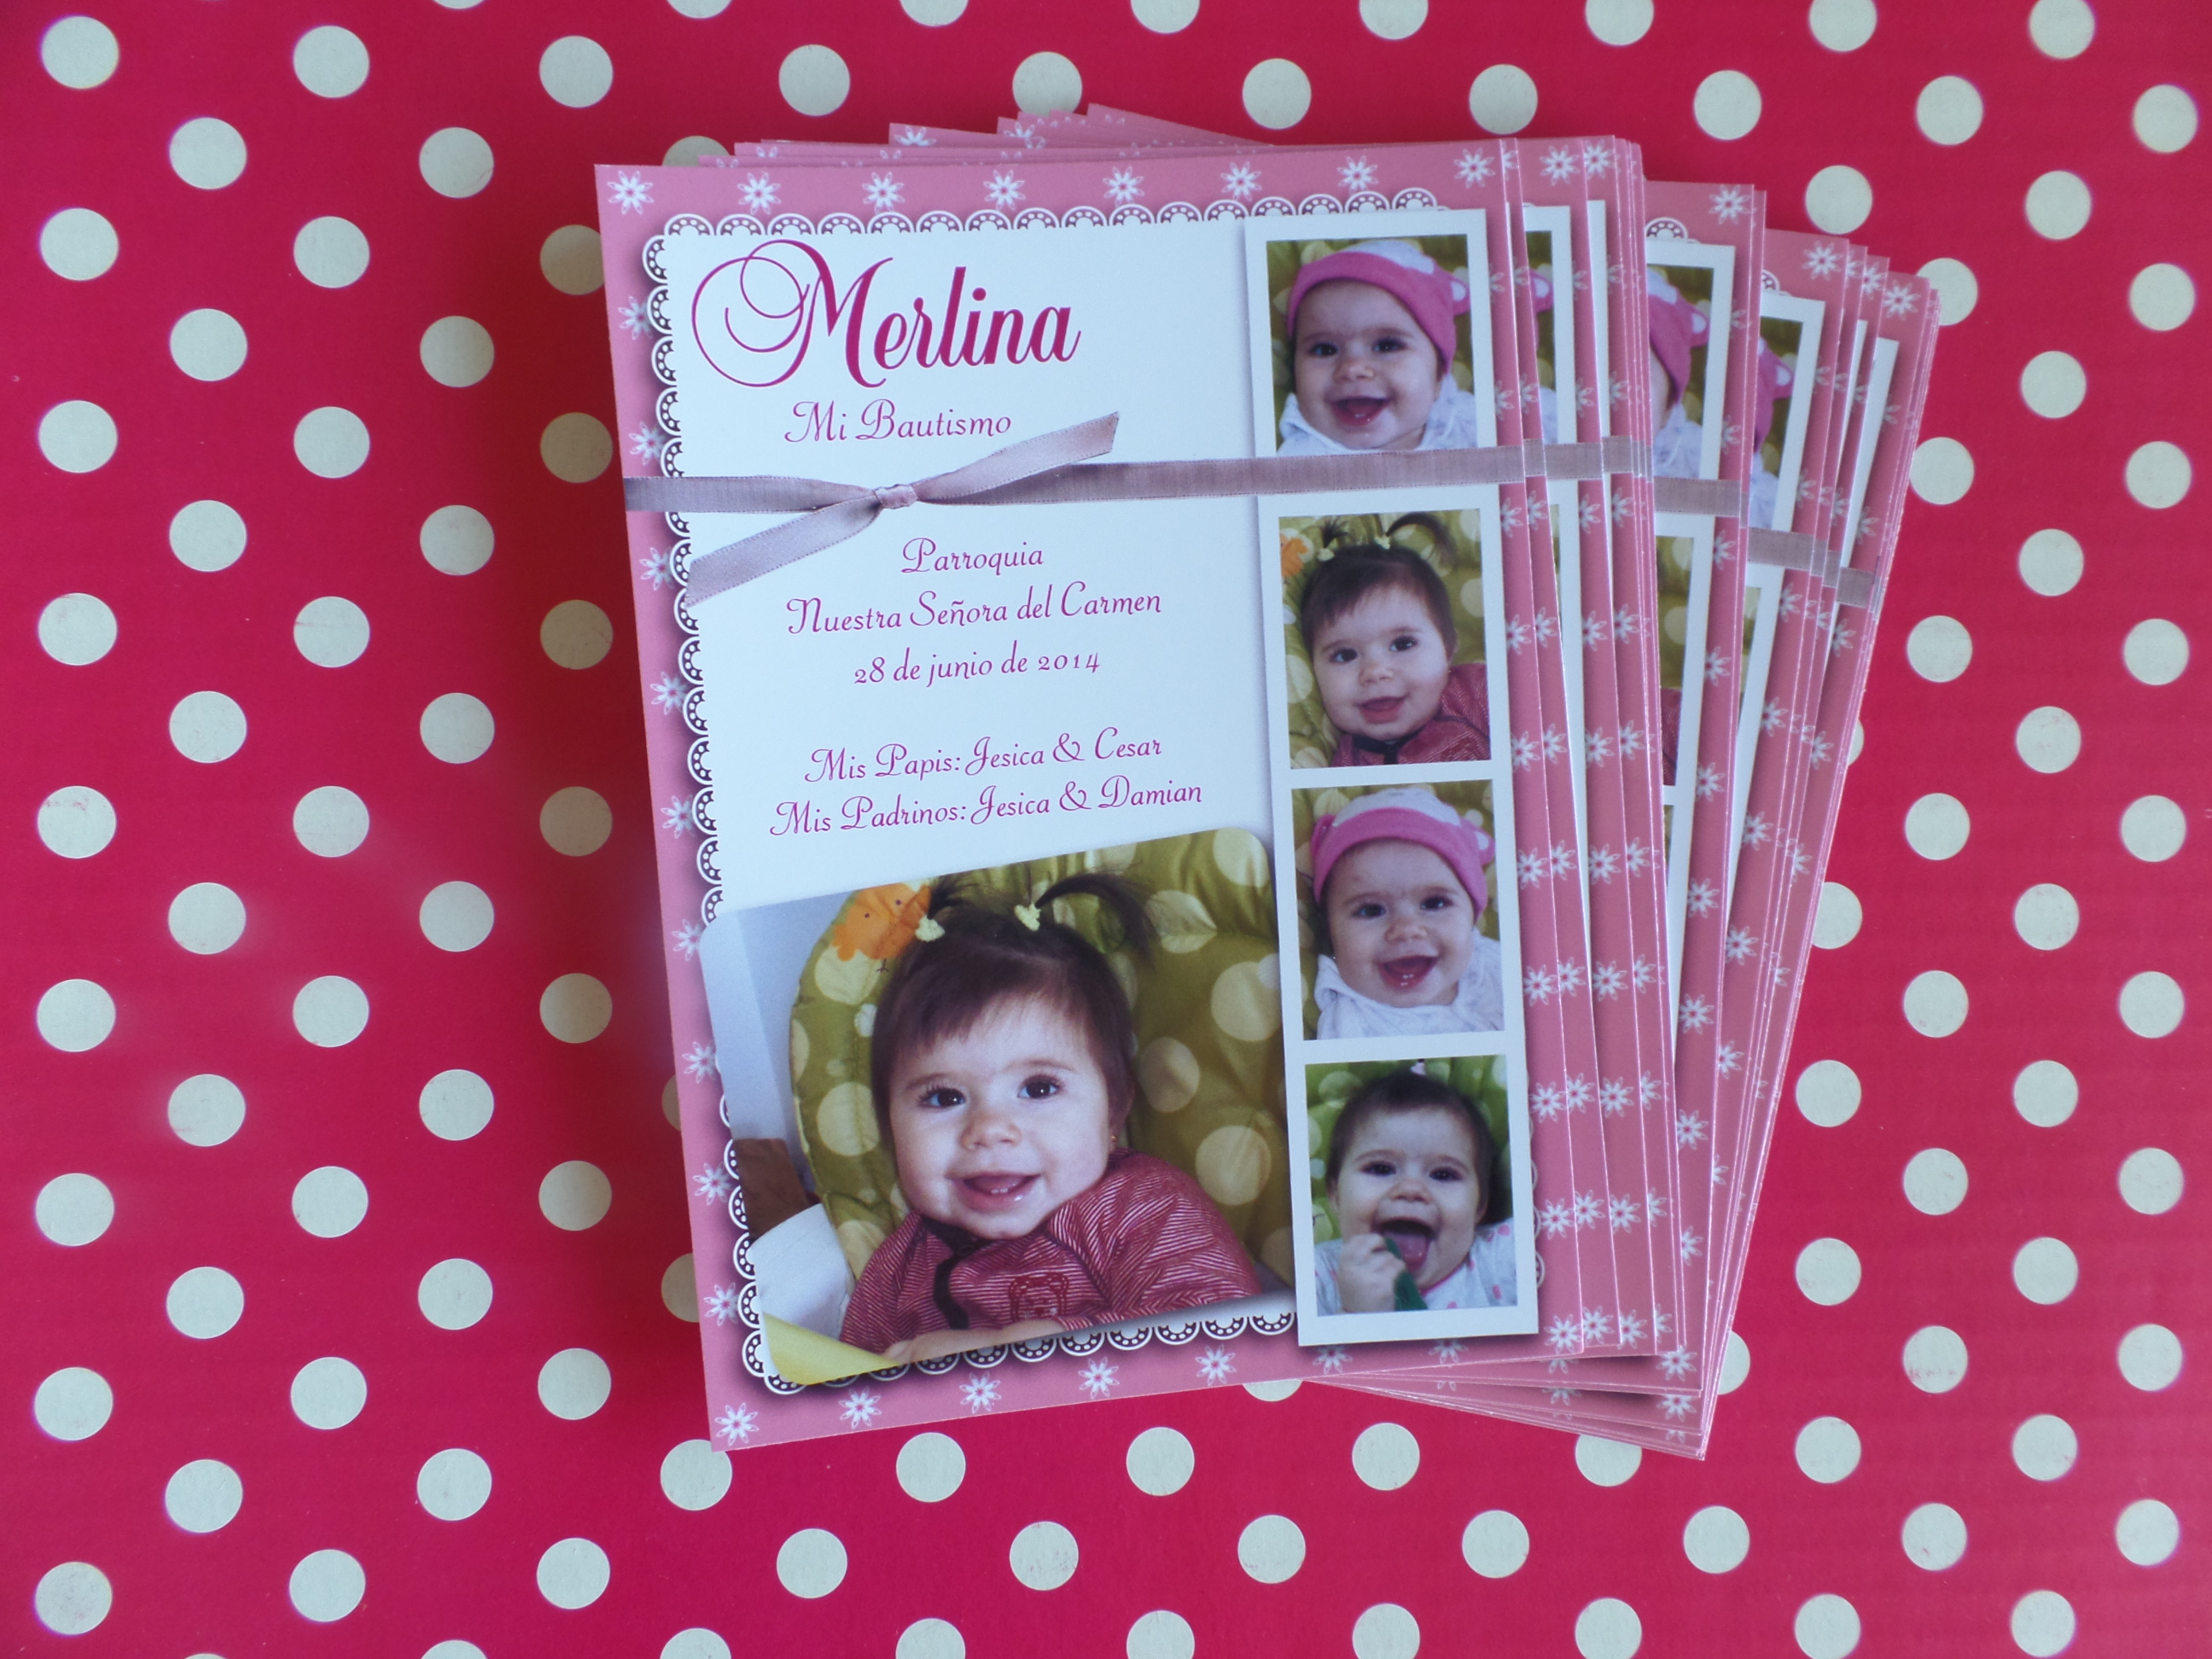 Merlina
Mi Bautismo
Parroquia
Nuestra Señora del Carmen
28 de junio de 2014
Mis Papis: Jesica & Cesar
Mis Padrinos: Jesica & Damian